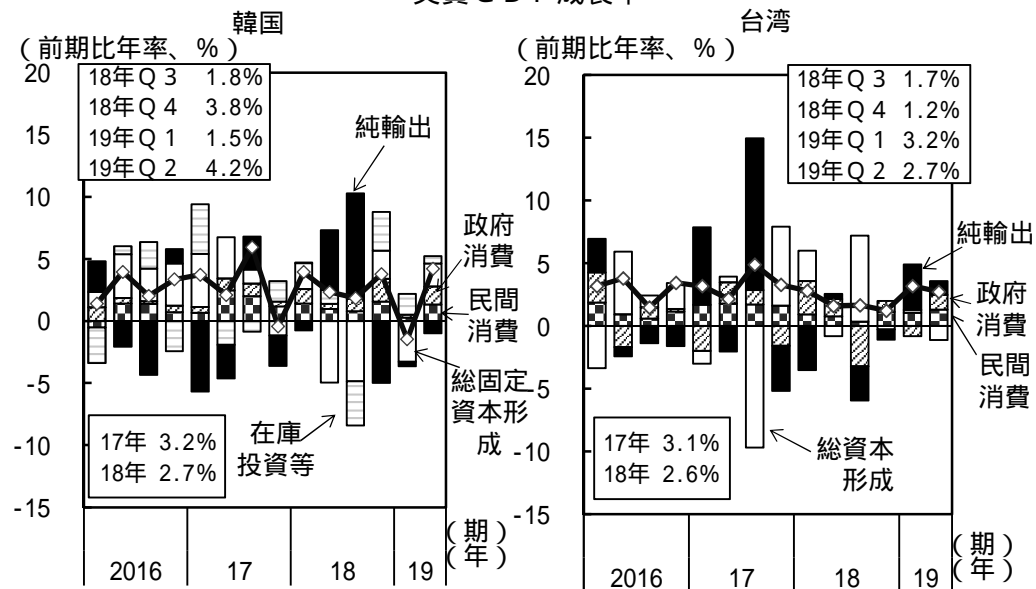 韓国
(前期比年率、%)
20
15
10
5
0
-5
-10
-15
18年Q3 1.8%
18年Q4 3.8%
19年Q1 1.5%
19年Q2 4.2%
純輸出
政府
消費
民間
消費
総固定
資本形
成
在庫
投資等
17年 3.2%
18年 2.7%
(期)
(年)
2016 17 18 19
台湾
(前期比年率、%)
20
15
10
5
0
-5
-10
-15
18年Q3 1.7%
18年Q4 1.2%
19年Q1 3.2%
19年Q2 2.7%
純輸出
政府
消費
民間
消費
総資本
形成
17年 3.1%
18年 2.6%
(期)
(年)
2016 17 18 19